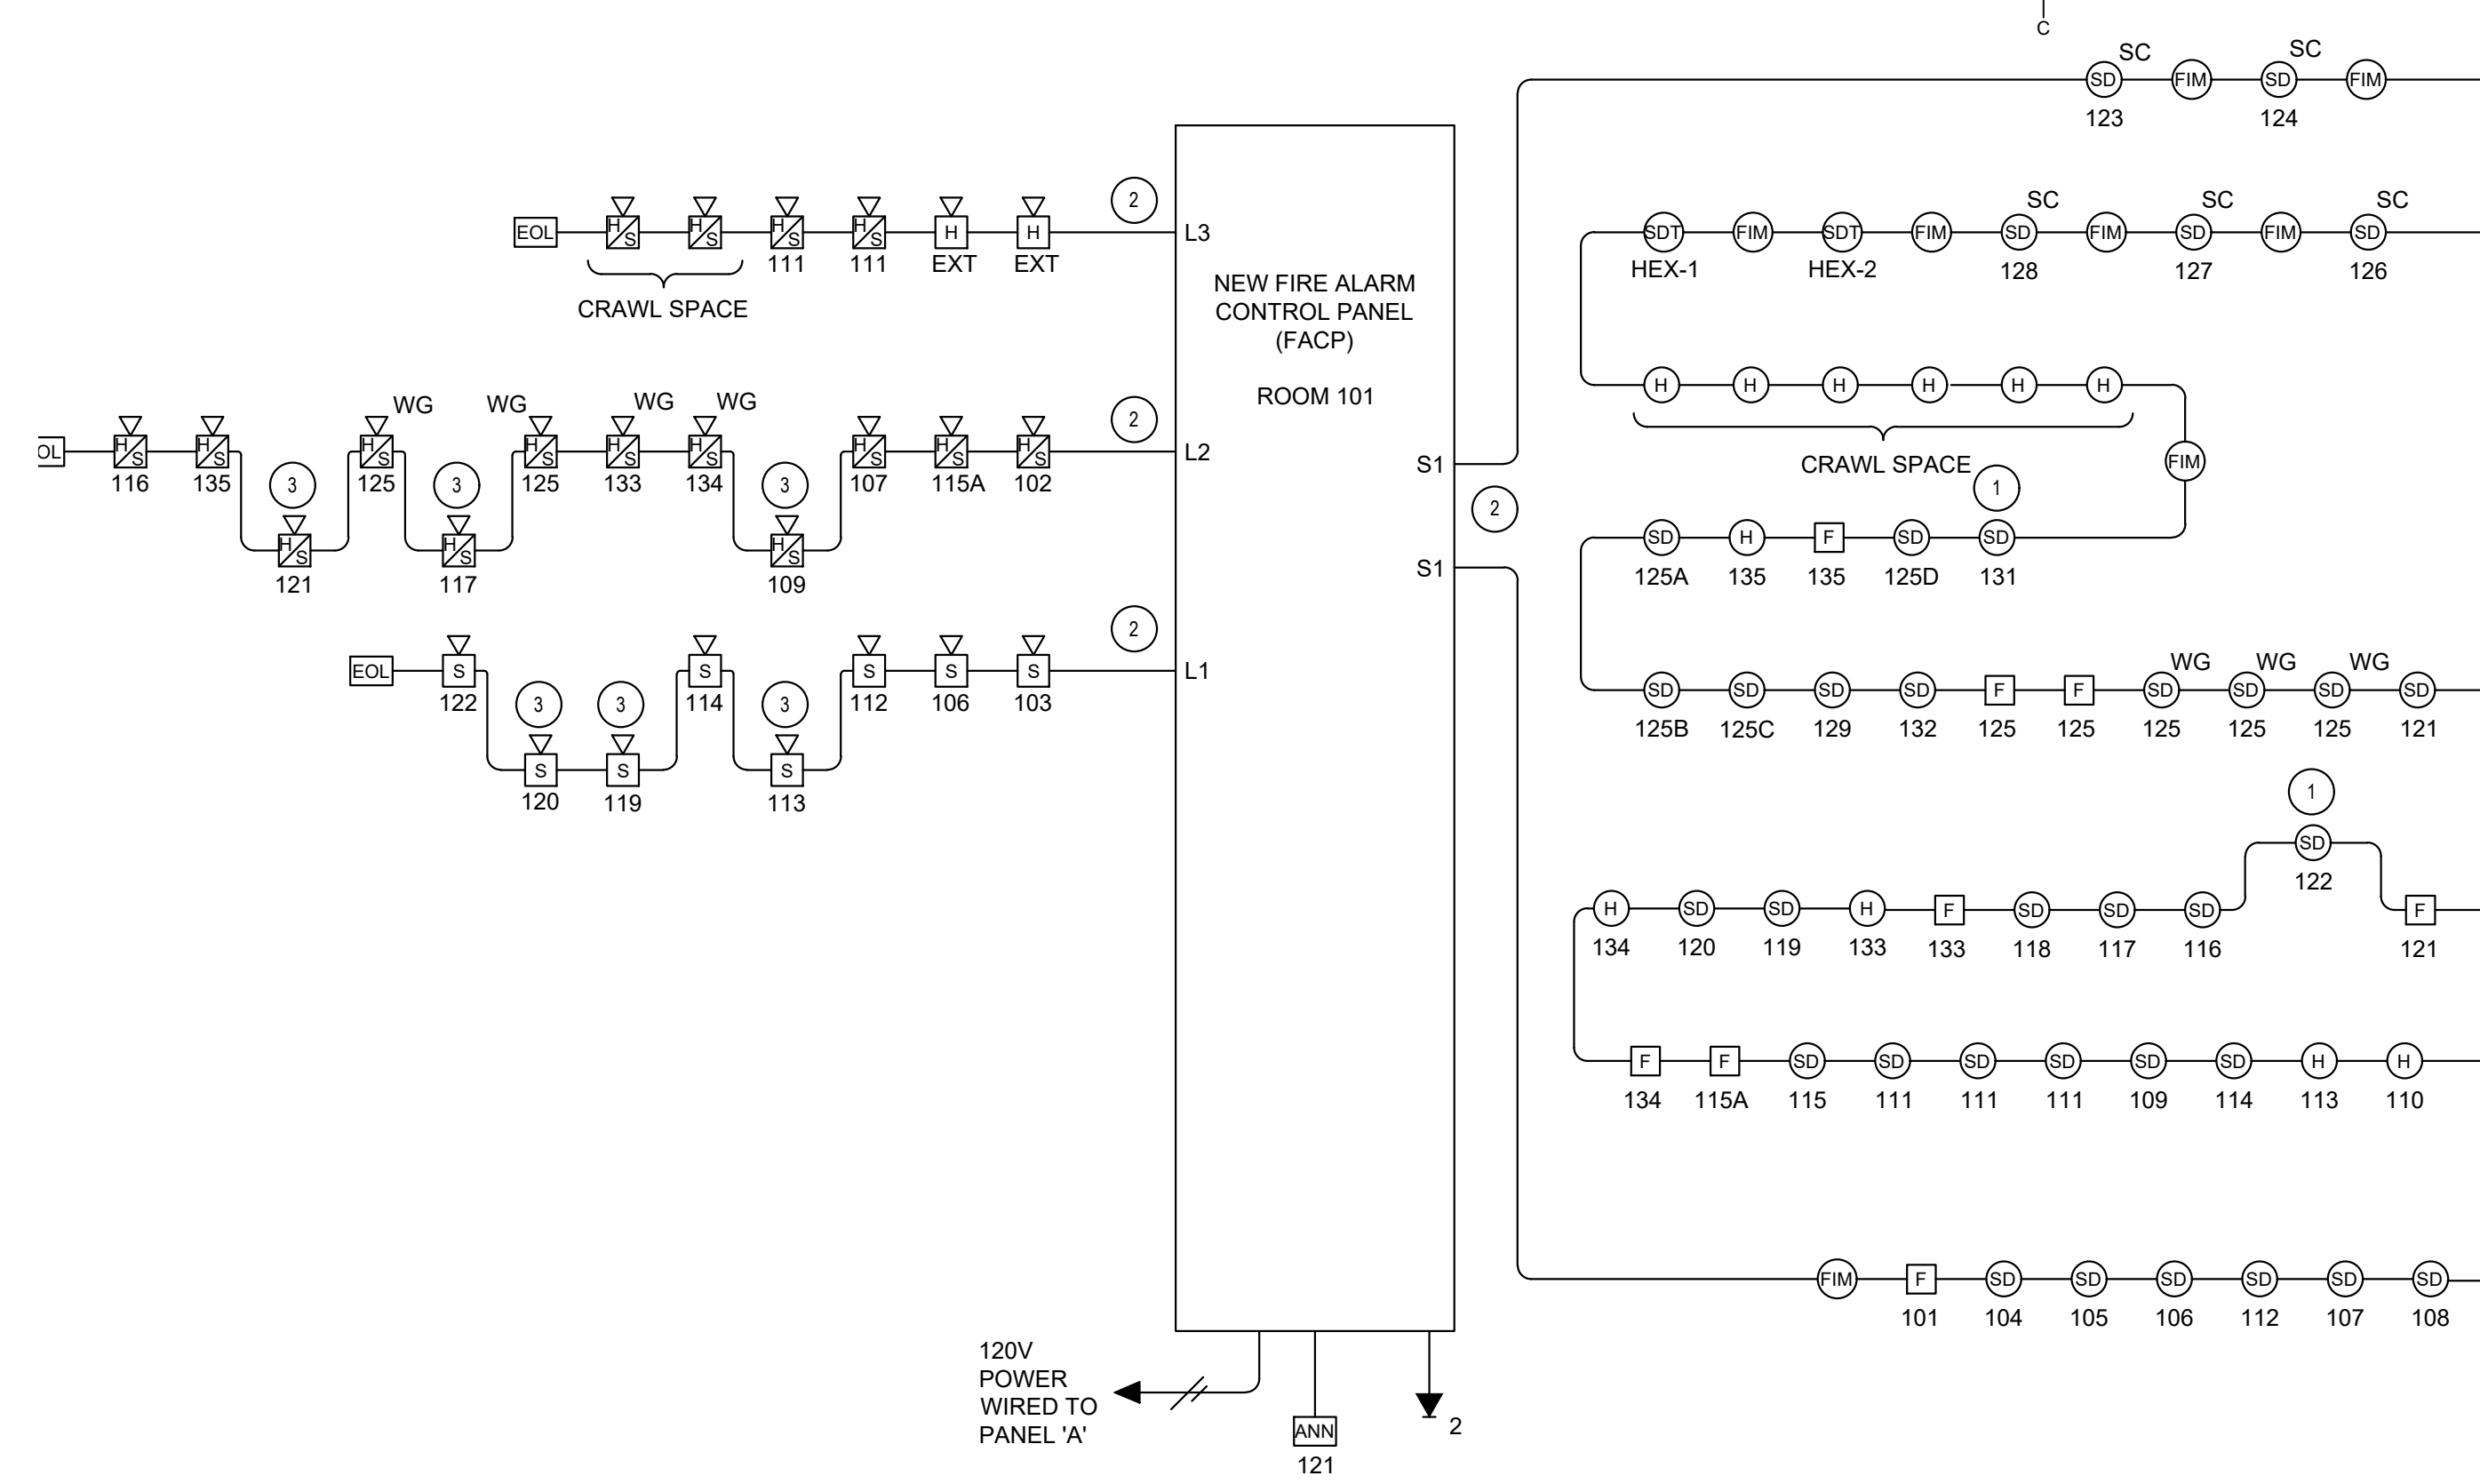 C
SC SC
SD FIM SD FIM
123 124
2
EOL H/S H/S H/S H/S H H L3
111 111 EXT EXT
CRAWL SPACE
NEW FIRE ALARM
CONTROL PANEL
(FACP)
ROOM 101
SC SC SC
SDT FIM SDT FIM SD FIM SD FIM SD
HEX-1 HEX-2 128 127 126
H H H H H H
CRAWL SPACE
FIM
WG WG WG WG
2
OL H/S H/S H/S H/S H/S H/S H/S H/S H/S L2
116 135 125 125 133 134 107 115A 102
3 3 3
H/S H/S H/S
121 117 109
S1
2
S1
1
SD H F SD SD
125A 135 F 135 125D 131
2
EOL S S S S S L1
122 114 112 106 103
3 3 3
S S S
120 119 113
WG WG WG
SD SD SD SD F F SD SD SD SD
125B 125C 129 132 125 125 125 125 125 121
1
SD
122
H SD SD H F SD SD SD F
134 120 119 133 133 118 117 116 121
F F SD SD SD SD SD SD H H
134 115A 115 111 111 111 109 114 113 110
FIM F SD SD SD SD SD SD
101 104 105 106 112 107 108
120V
POWER
WIRED TO
PANEL 'A'
ANN
121
2